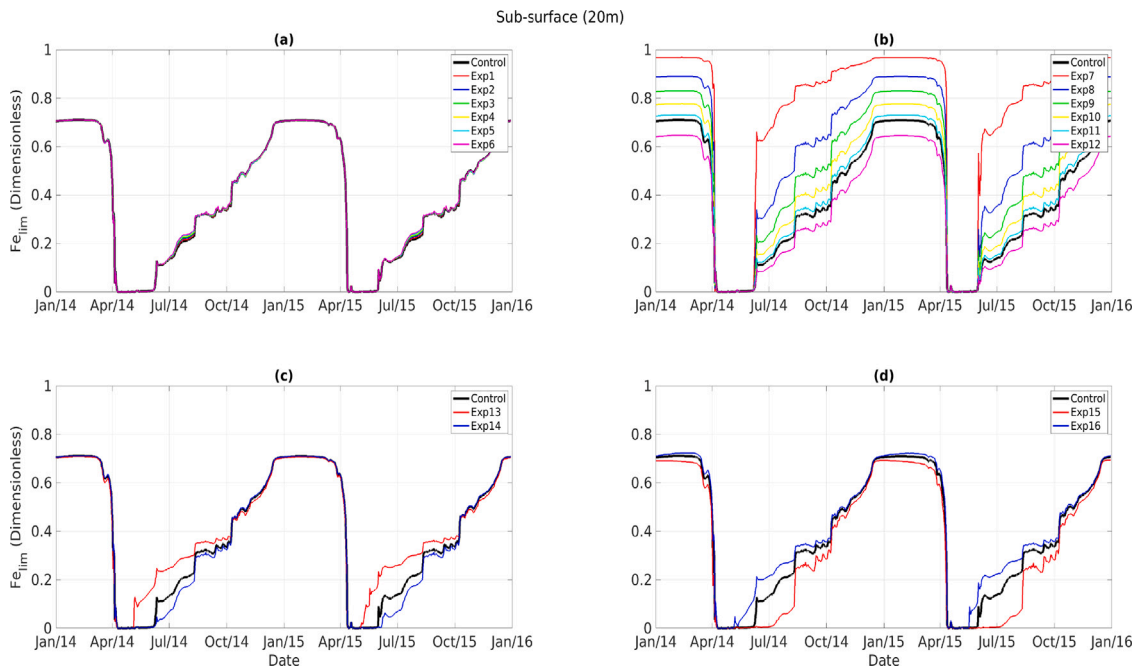 Sub-surface (20m)
(a)
Fe_lim (Dimensionless)
1
0.8
0.6
0.4
0.2
0
Control
Exp1
Exp2
Exp3
Exp4
Exp5
Exp6
Jan/14 Apr/14 Jul/14 Oct/14 Jan/15 Apr/15 Jul/15 Oct/15 Jan/16
(b)
1
0.8
0.6
0.4
0.2
0
Control
Exp7
Exp8
Exp9
Exp10
Exp11
Exp12
Jan/14 Apr/14 Jul/14 Oct/14 Jan/15 Apr/15 Jul/15 Oct/15 Jan/16
(c)
Fe_lim (Dimensionless)
1
0.8
0.6
0.4
0.2
0
Control
Exp13
Exp14
Jan/14 Apr/14 Jul/14 Oct/14 Jan/15 Apr/15 Jul/15 Oct/15 Jan/16
Date
(d)
1
0.8
0.6
0.4
0.2
0
Control
Exp15
Exp16
Jan/14 Apr/14 Jul/14 Oct/14 Jan/15 Apr/15 Jul/15 Oct/15 Jan/16
Date